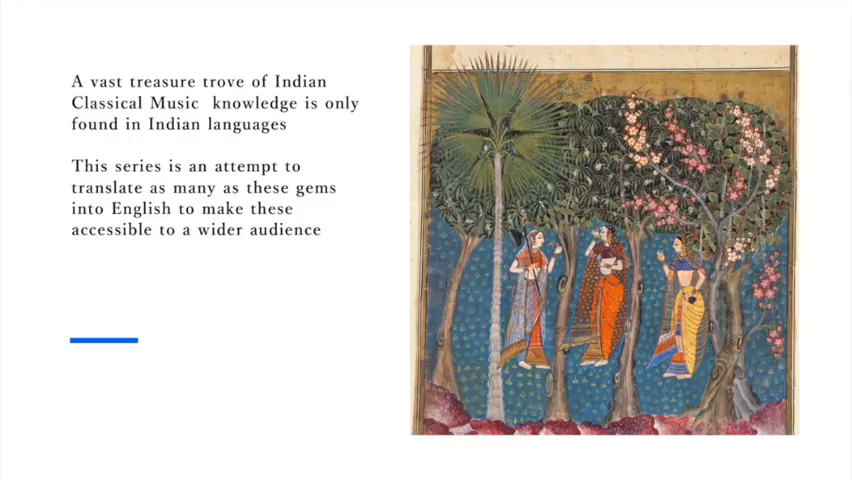 A vast treasure trove of Indian
Classical Music  knowledge is only
found in Indian languages
This series is an attempt to
translate as many as these gems
into English to make these
accessible to a wider audience